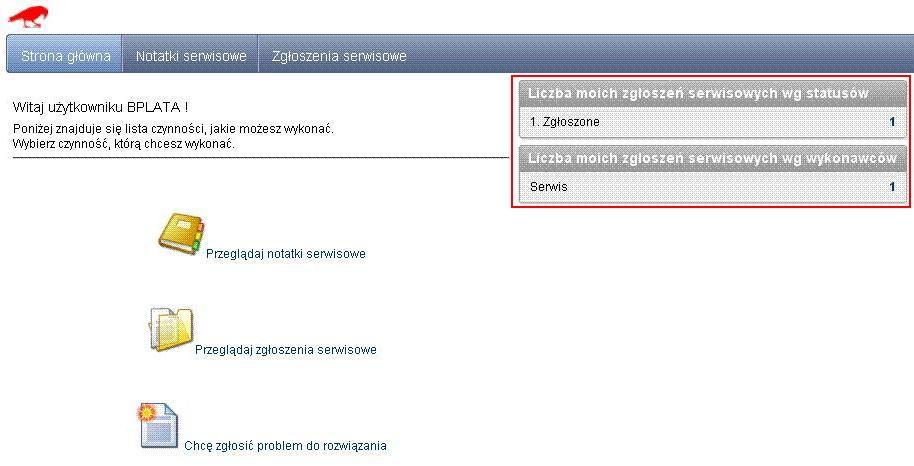 Strona główna Notatki serwisowe Zgłoszenia serwisowe
Witaj użytkowniku BPLATA !
Poniżej znajduje się lista czynności, jakie możesz wykonać.
Wybierz czynność, którą chcesz wykonać.
Liczba moich zgłoszeń serwisowych wg statusów
1. Zgłoszone 1
Liczba moich zgłoszeń serwisowych wg wykonawców
Serwis 1
Przeglądaj notatki serwisowe
Przeglądaj zgłoszenia serwisowe
Chcę zgłosić problem do rozwiązania